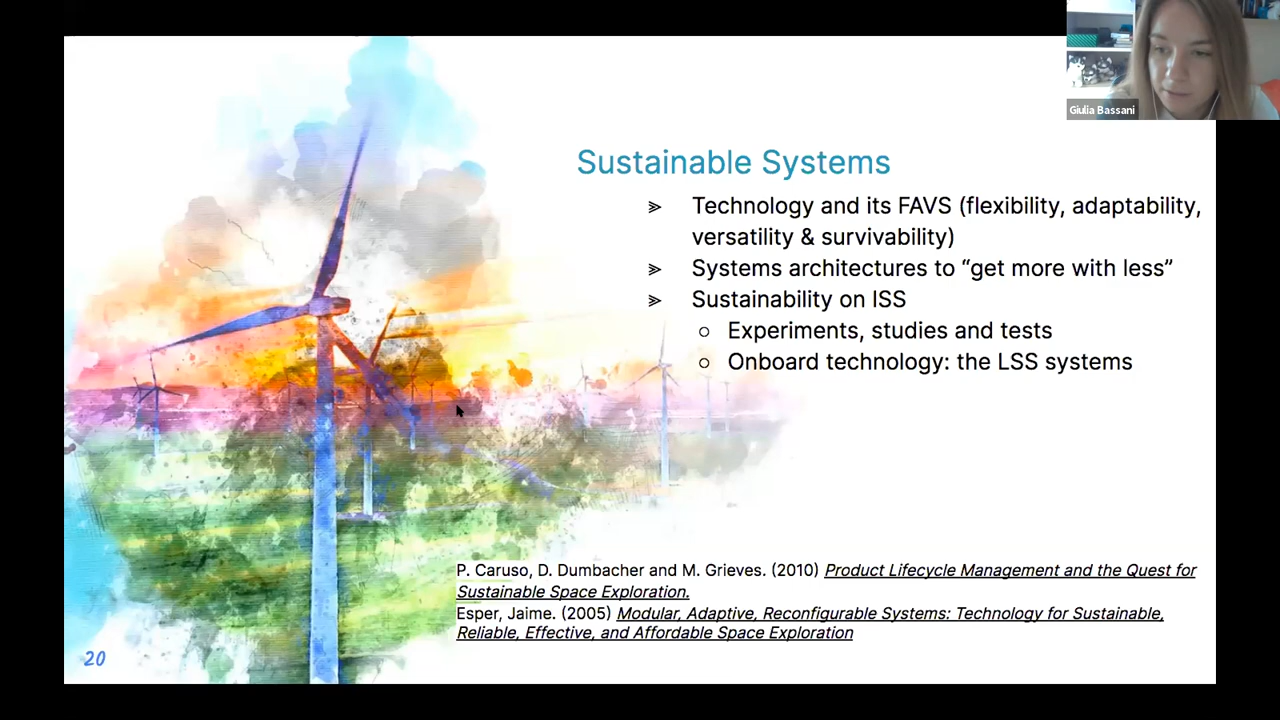 Giulia Bassani
Sustainable Systems
⪢ Technology and its FAVS (flexibility, adaptability,
versatility & survivability)
⪢ Systems architectures to “get more with less”
⪢ Sustainability on ISS
○ Experiments, studies and tests
○ Onboard technology: the LSS systems
P. Caruso, D. Dumbacher and M. Grieves. (2010) Product Lifecycle Management and the Quest for
Sustainable Space Exploration.
Esper, Jaime. (2005) Modular, Adaptive, Reconfigurable Systems: Technology for Sustainable,
Reliable, Effective, and Affordable Space Exploration
20